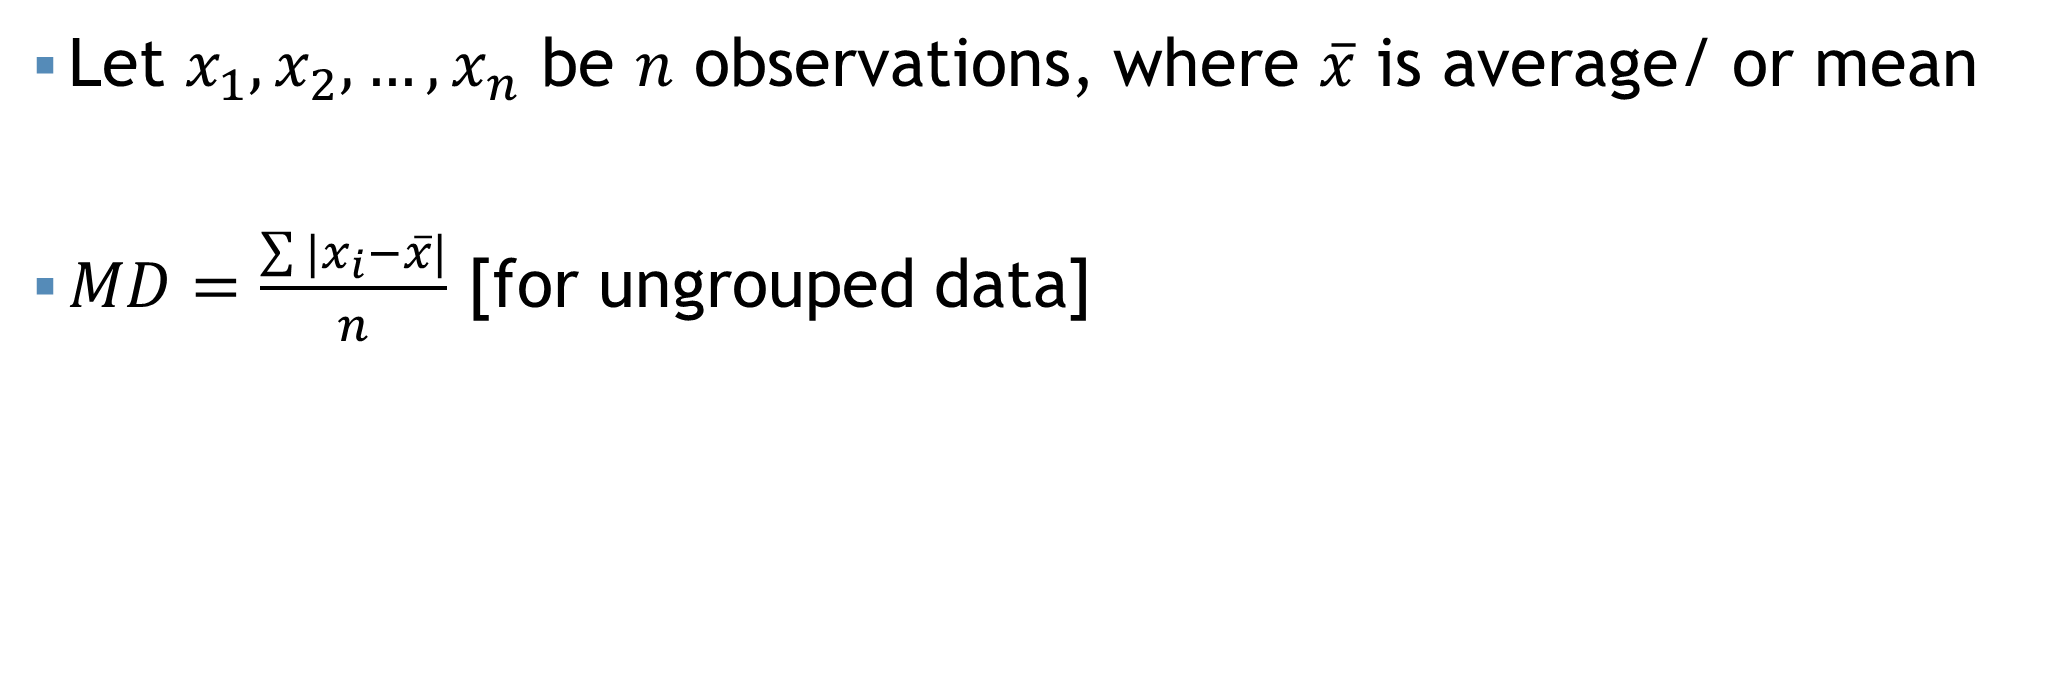 ▪ Let x₁, x₂, … , xₙ be n observations, where x̄ is average/ or mean
▪ MD = ∑|xᵢ−x̄| / n [for ungrouped data]